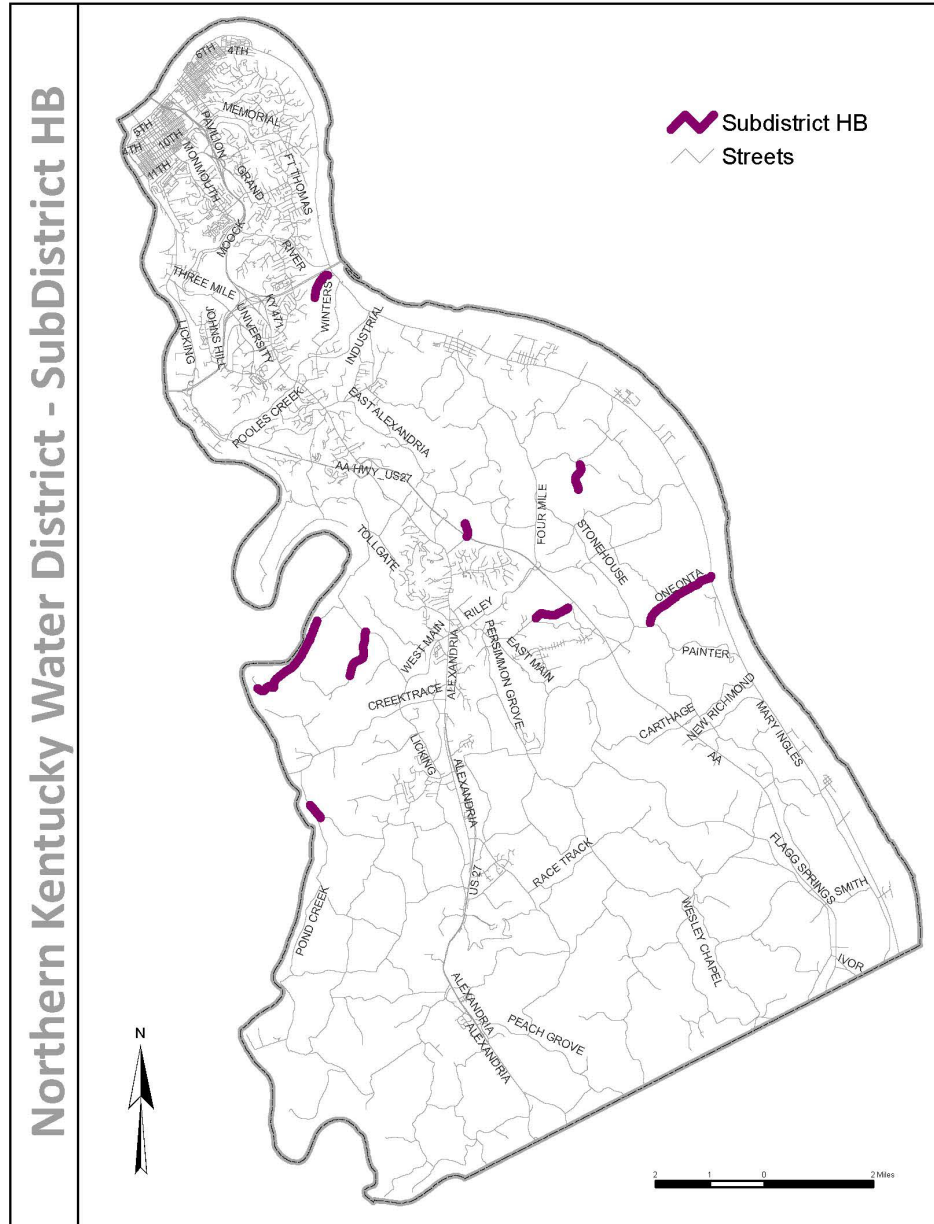 Northern Kentucky Water District - SubDistrict HB
Subdistrict HB
Streets
6TH
4TH
MEMORIAL
5TH
4TH
10TH
11TH
PAVILION
MONMOUTH
GRAND
FT THOMAS
MOOCK
RIVER
THREE MILE
KY 471
WINTERS
UNIVERSITY
JOHNS HILL
LICKING
INDUSTRIAL
POOLES CREEK
EAST ALEXANDRIA
AA HWY_US27
FOUR MILE
STONEHOUSE
TOLLGATE
ONEONTA
RILEY
WEST MAIN
ALEXANDRIA
PERSIMMON GROVE
EAST MAIN
PAINTER
CREEKTRACE
CARTHAGE
NEW RICHMOND
MARY INGLES
AA
LICKING
ALEXANDRIA
RACE TRACK
FLAGG SPRINGS
SMITH
US 27
WESLEY CHAPEL
POND CREEK
IVOR
ALEXANDRIA
ALEXANDRIA
PEACH GROVE
N
2 1 0 2 Miles